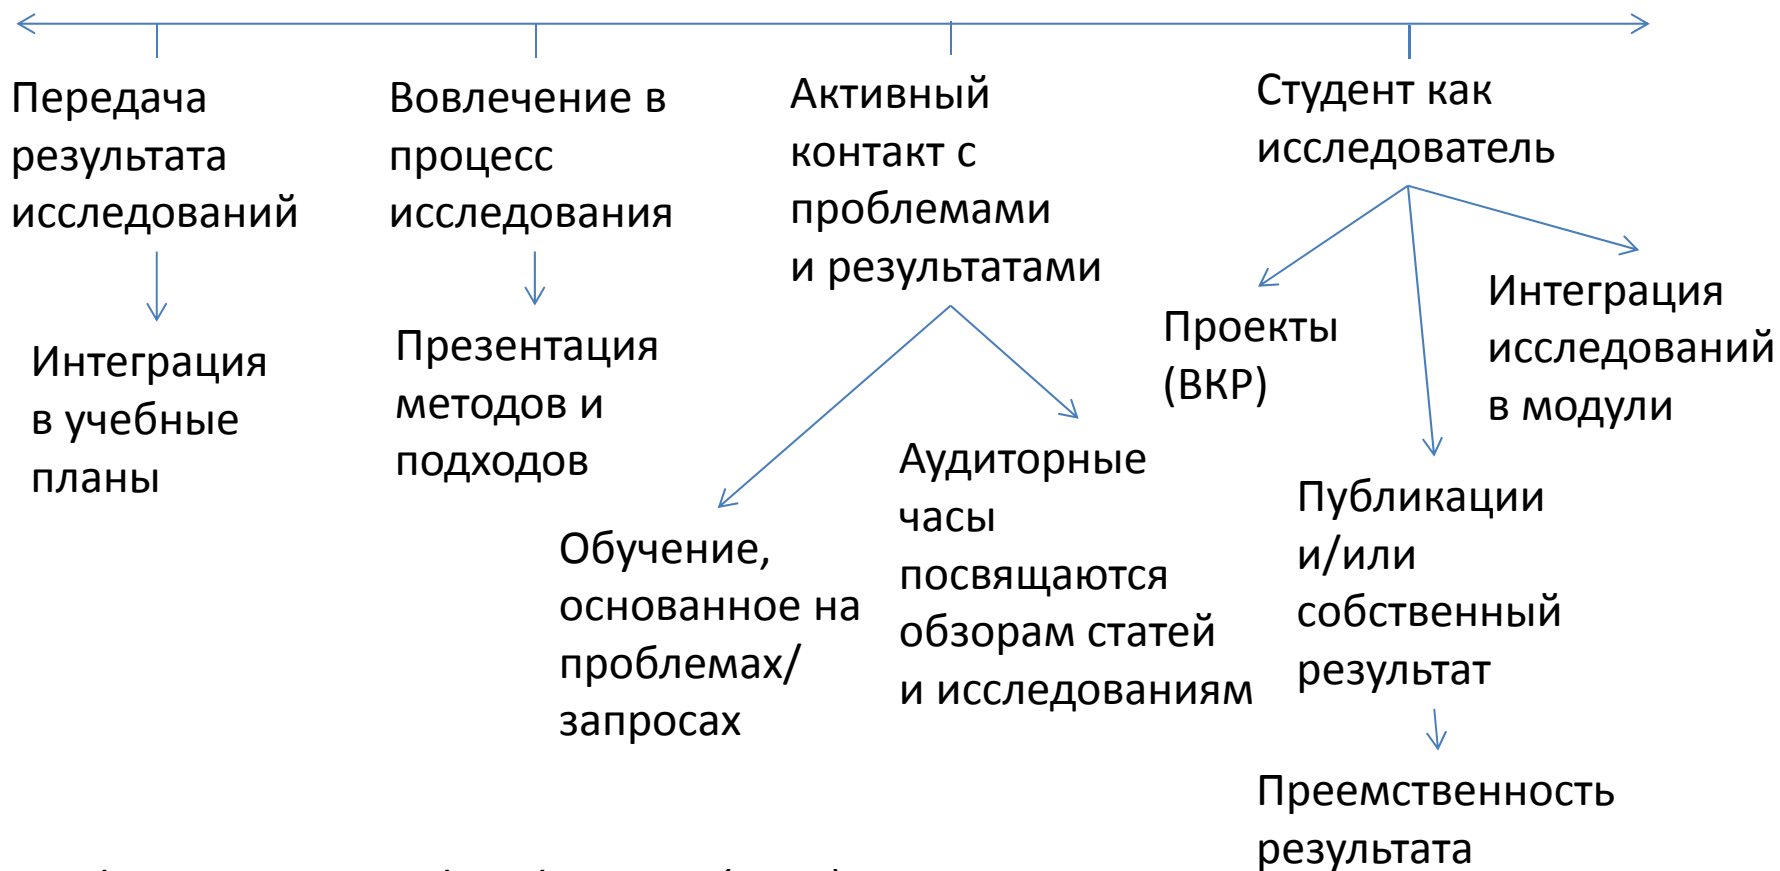 Передача
результата
исследований
Вовлечение в
процесс
исследования
Активный
контакт с
проблемами
и результатами
Студент как
исследователь
Интеграция
в учебные
планы
Презентация
методов и
подходов
Обучение,
основанное на
проблемах/
запросах
Аудиторные
часы
посвящаются
обзорам статей
и исследованиям
Проекты
(ВКР)
Публикации
и/или
собственный
результат
Интеграция
исследований
в модули
Преемственность
результата